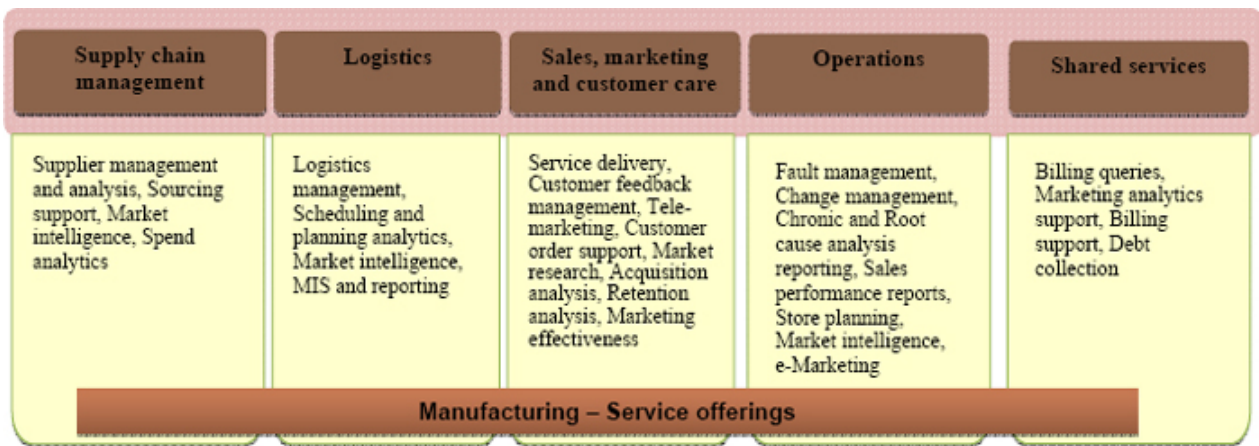 Supply chain
management
Logistics
Sales, marketing
and customer care
Operations
Shared services
Supplier management
and analysis, Sourcing
support, Market
intelligence, Spend
analytics
Logistics
management,
Scheduling and
planning analytics,
Market intelligence,
MIS and reporting
Service delivery,
Customer feedback
management, Tele-
marketing, Customer
order support, Market
research, Acquisition
analysis, Retention
analysis, Marketing
effectiveness
Fault management,
Change management,
Chronic and Root
cause analysis
reporting, Sales
performance reports,
Store planning,
Market intelligence,
e-Marketing
Billing queries,
Marketing analytics
support, Billing
support, Debt
collection
Manufacturing – Service offerings